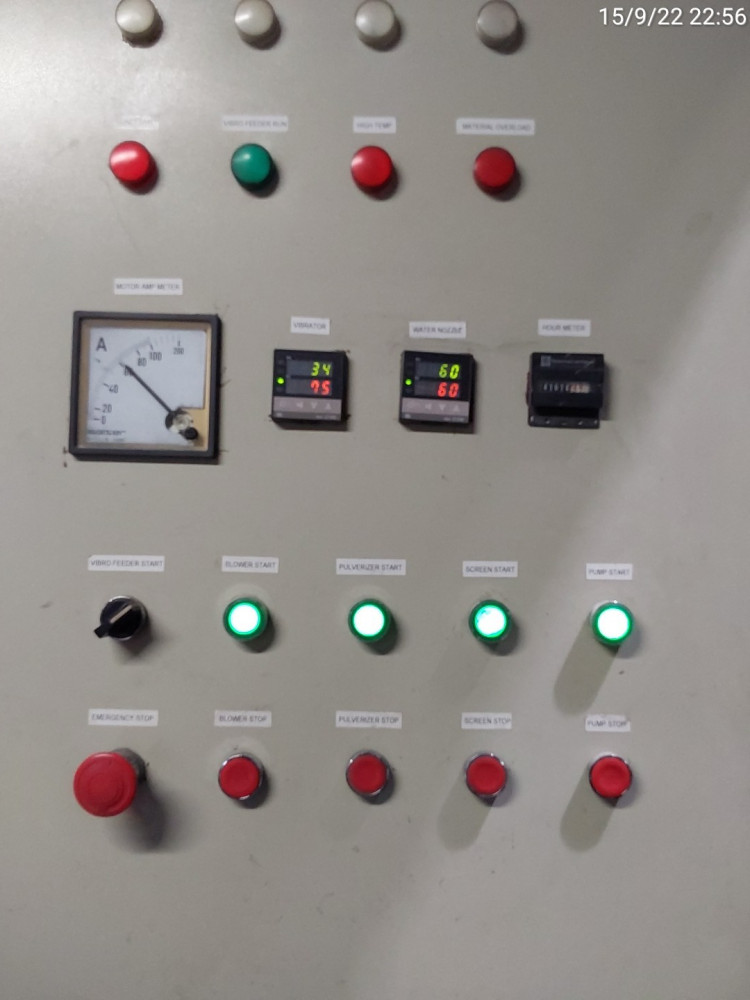 15/9/22 22:56
VIBRO FEEDER RUN
HIGH TEMP
MATERIAL OVERLOAD
MOTOR AMP METER
VIBRATOR
WATER NOZZLE
HOUR METER
A
0
20
40
80
100
200
34
75
60
60
VIBRO FEEDER START
BLOWER START
PULVERIZER START
SCREEN START
PUMP START
EMERGENCY STOP
BLOWER STOP
PULVERIZER STOP
SCREEN STOP
PUMP STOP